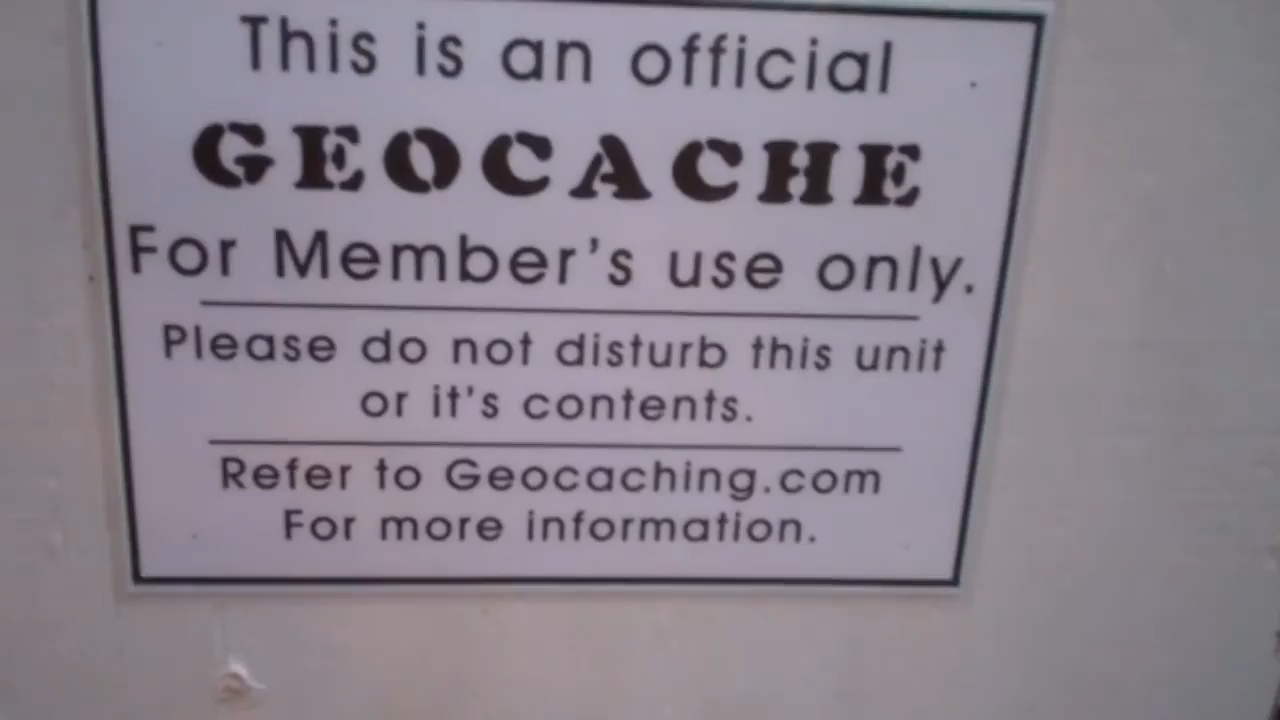 This is an official
GEOCACHE
For Member's use only.
Please do not disturb this unit
or it's contents.
Refer to Geocaching.com
For more information.